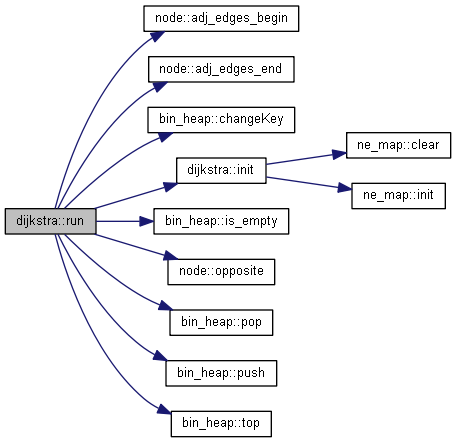 node::adj_edges_begin
node::adj_edges_end
bin_heap::changeKey
ne_map::clear
dijkstra::init
ne_map::init
dijkstra::run
bin_heap::is_empty
node::opposite
bin_heap::pop
bin_heap::push
bin_heap::top